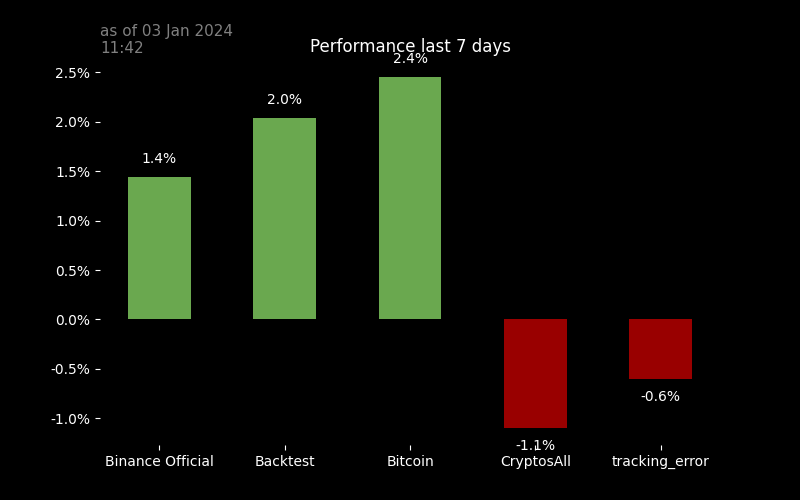 as of 03 Jan 2024
11:42
Performance last 7 days
2.5%
2.0%
1.5%
1.0%
0.5%
0.0%
-0.5%
-1.0%
1.4%
2.0%
2.4%
-1.1%
-0.6%
Binance Official
Backtest
Bitcoin
CryptosAll
tracking_error